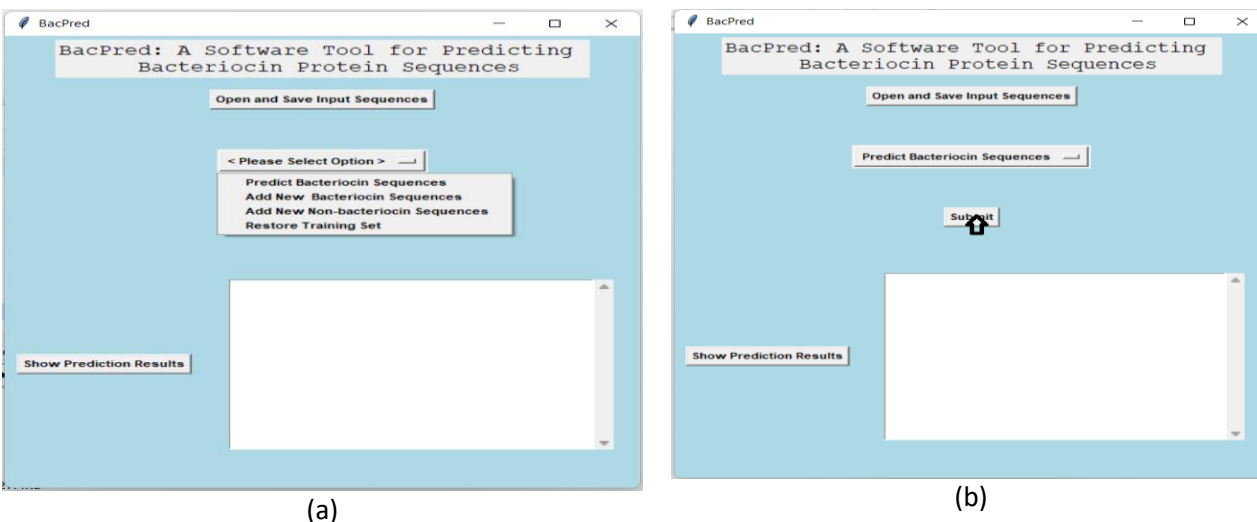 BacPred
BacPred: A Software Tool for Predicting
Bacteriocin Protein Sequences
Open and Save Input Sequences
< Please Select Option >
Predict Bacteriocin Sequences
Add New  Bacteriocin Sequences
Add New Non-bacteriocin Sequences
Restore Training Set
Show Prediction Results
(a)
BacPred
BacPred: A Software Tool for Predicting
Bacteriocin Protein Sequences
Open and Save Input Sequences
Predict Bacteriocin Sequences
Submit
Show Prediction Results
(b)